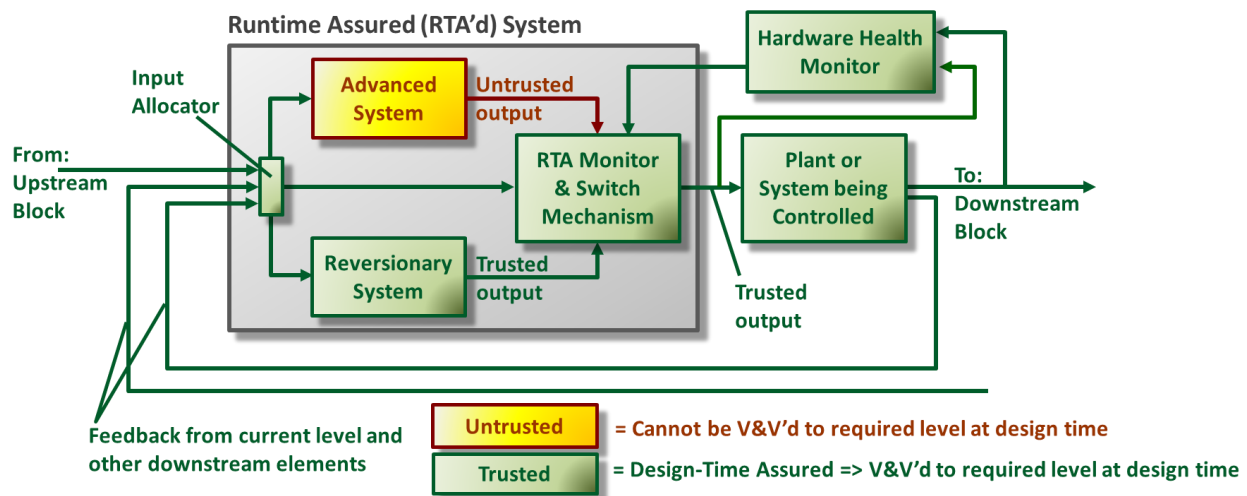 Runtime Assured (RTA'd) System
Hardware Health
Monitor
Input
Allocator
Advanced
System
Untrusted
output
From:
Upstream
Block
RTA Monitor
& Switch
Mechanism
Plant or
System being
Controlled
To:
Downstream
Block
Reversionary
System
Trusted
output
Trusted
output
Feedback from current level and
other downstream elements
Untrusted
= Cannot be V&V'd to required level at design time
Trusted
= Design-Time Assured => V&V'd to required level at design time